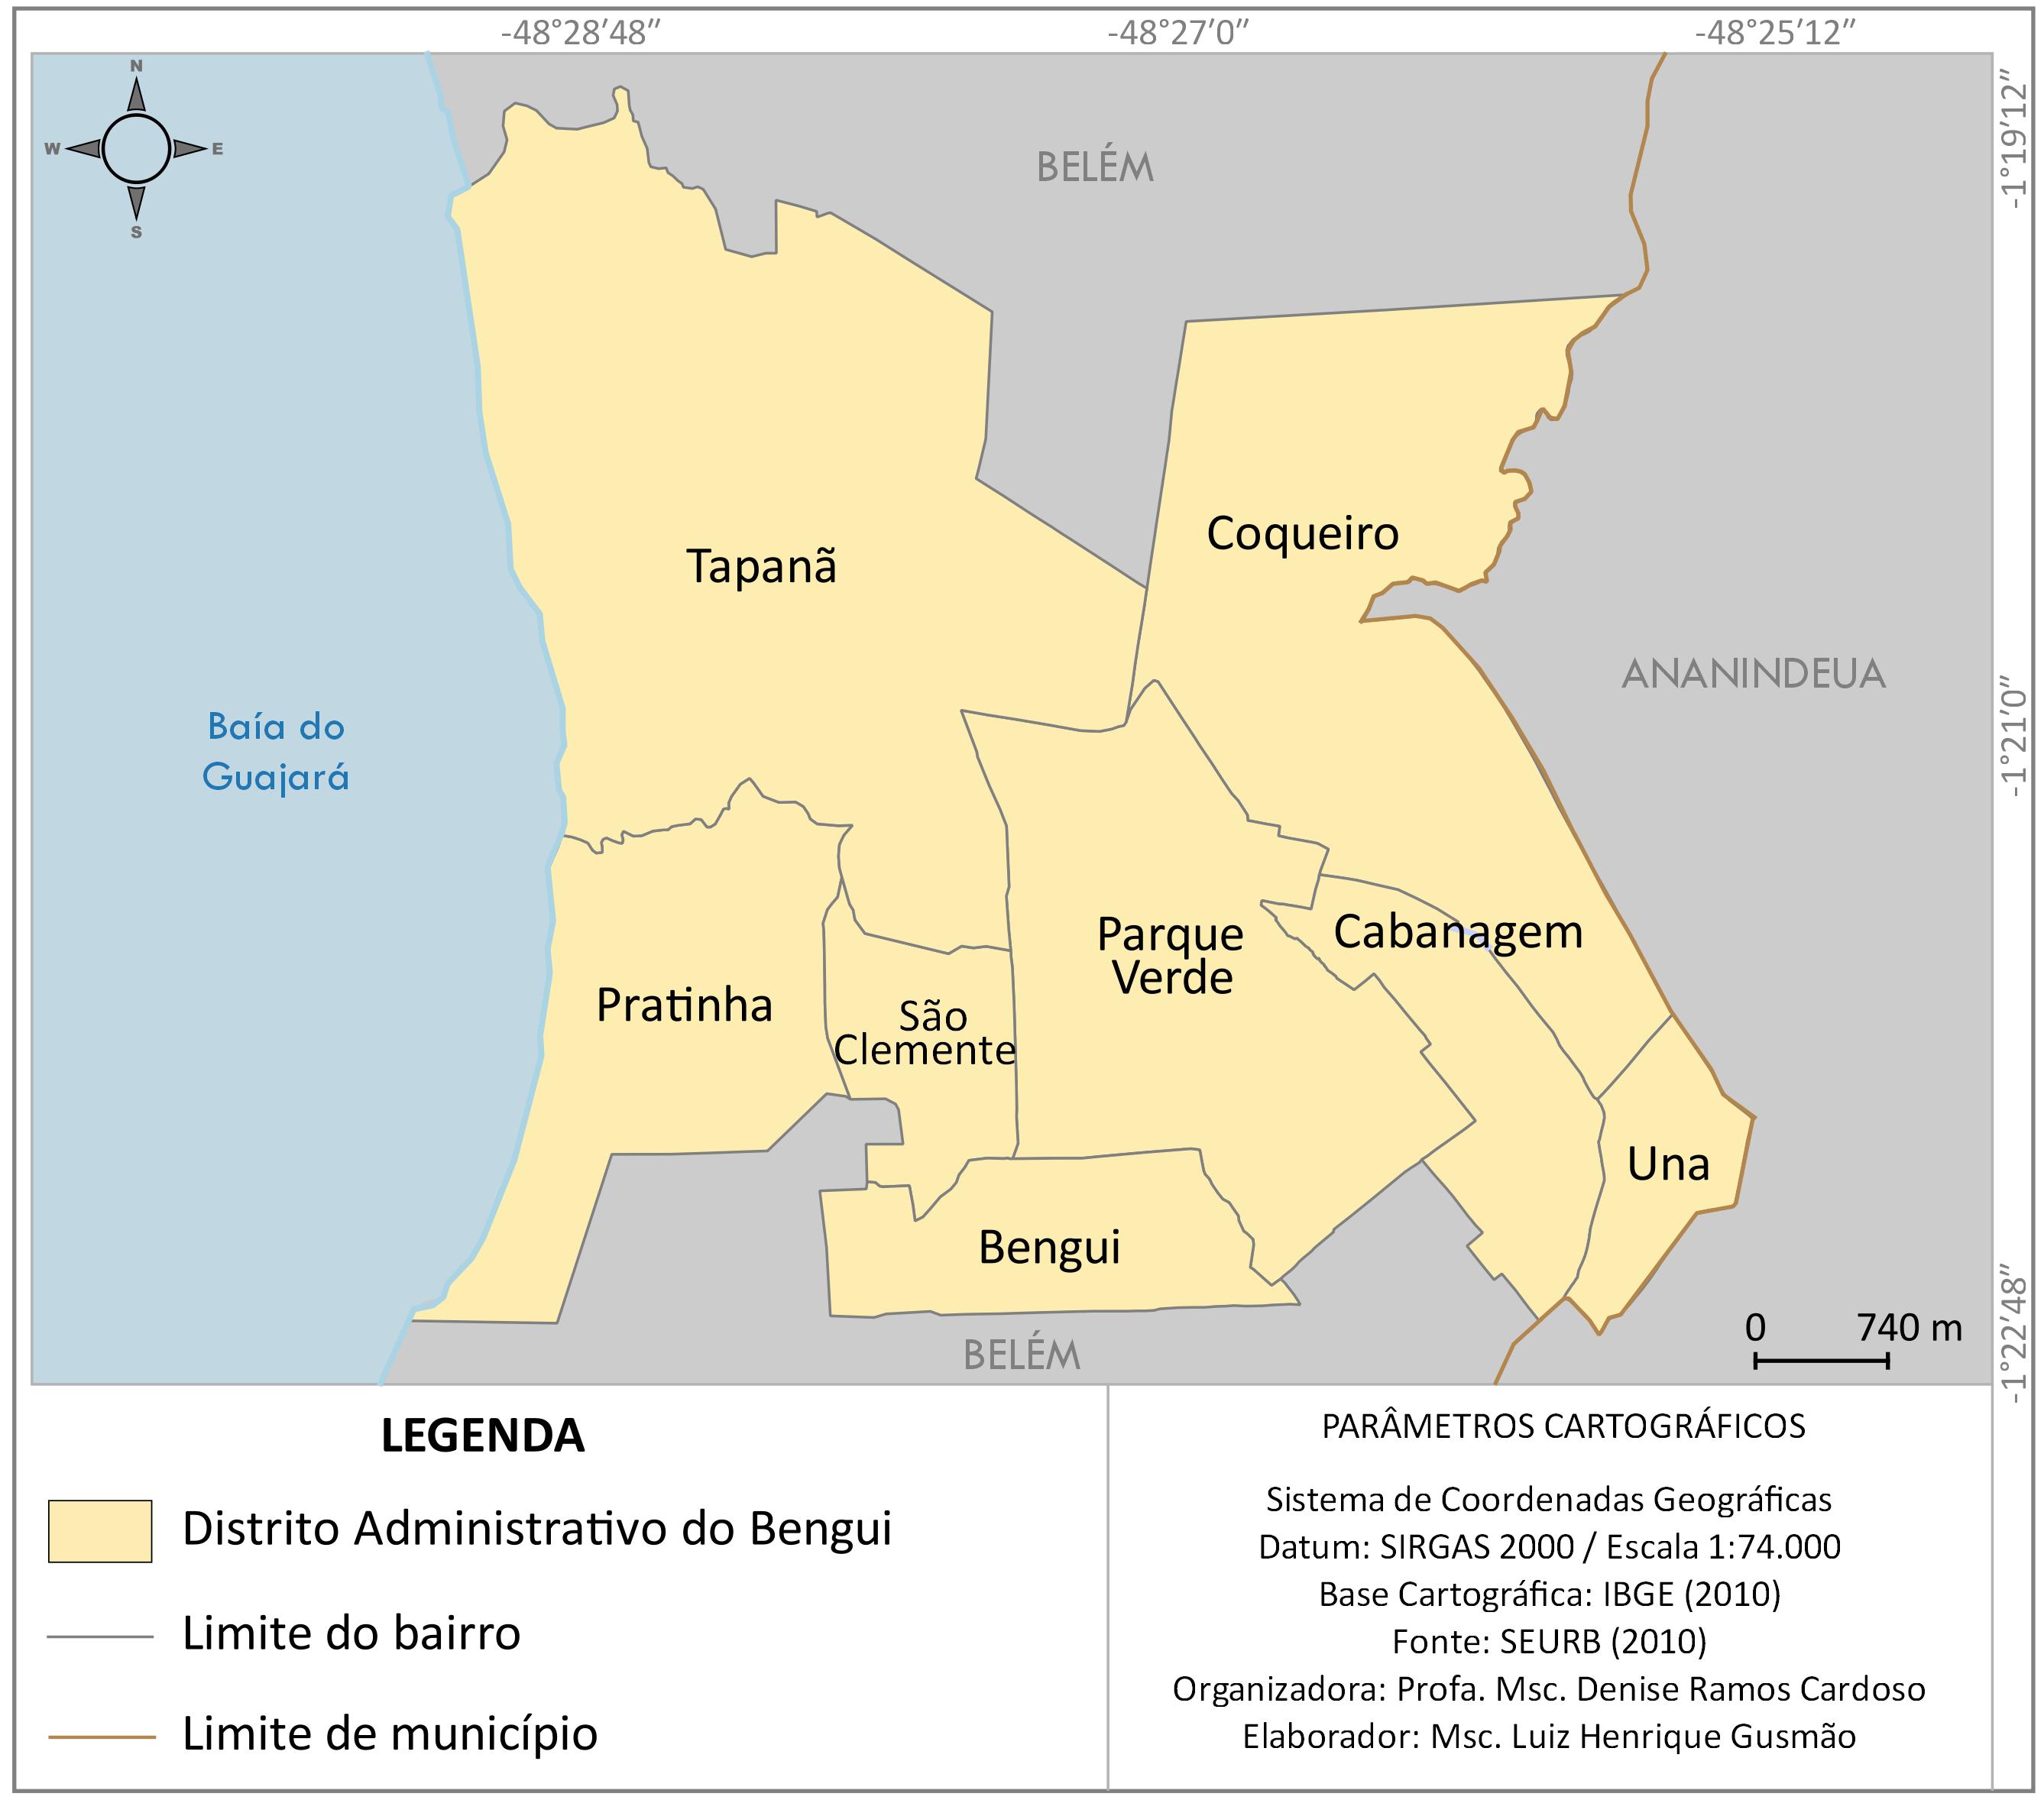 -48°28′48″
-48°27′0″
-48°25′12″
N
W
E
S
-1°19′12″
BELÉM
Coqueiro
Tapanã
ANANINDEUA
-1°21′0″
Baía do
Guajará
Parque
Verde
Cabanagem
Pratinha
São
Clemente
Una
Bengui
-1°22′48″
BELÉM
0
740 m
LEGENDA
Distrito Administrativo do Bengui
Limite do bairro
Limite de município
PARÂMETROS CARTOGRÁFICOS
Sistema de Coordenadas Geográficas
Datum: SIRGAS 2000 / Escala 1:74.000
Base Cartográfica: IBGE (2010)
Fonte: SEURB (2010)
Organizadora: Profa. Msc. Denise Ramos Cardoso
Elaborador: Msc. Luiz Henrique Gusmão